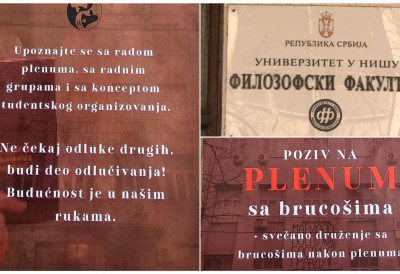 Upoznajte se sa radom
plenuma, sa radnim
grupama i sa konceptom
studentskog organizovanja.
Ne čekaj odluke drugih,
budi deo odlučivanja!
Budućnost je u našim
rukama.
РЕПУБЛИКА СРБИЈА
УНИВЕРЗИТЕТ У НИШУ
ФИЛОЗОФСКИ ФАКУЛТ
POZIV NA
PLENUM
sa brucošima
+ svečano druženje sa
brucošima nakon plenuma